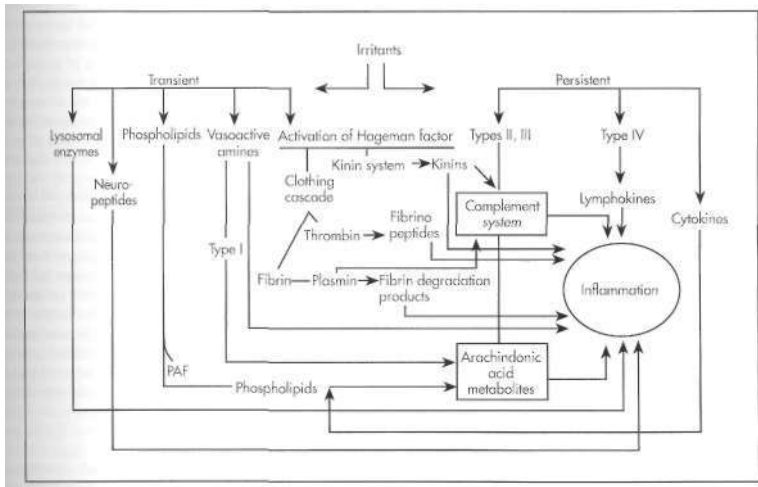 Irritants
Transient
Persistent
Lysosomal
enzymes
Phospholipids
Vasoactive
amines
Activation of Hageman factor
Types II, III
Type IV
Neuro-
peptides
Kinin system
Kinins
Clothing
cascade
Complement
system
Lymphokines
Cytokines
Type I
Thrombin
Fibrino
peptides
Fibrin
Plasmin
Fibrin degradation
products
Inflammation
PAF
Phospholipids
Arachindonic
acid
metabolites